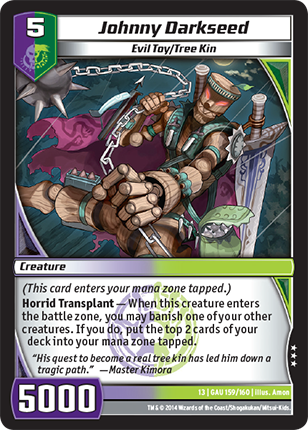 5
Johnny Darkseed
Evil Toy/Tree Kin
Creature
(This card enters your mana zone tapped.)
Horrid Transplant — When this creature enters
the battle zone, you may banish one of your other
creatures. If you do, put the top 2 cards of your
deck into your mana zone tapped.
“His quest to become a real tree kin has led him down a
tragic path.” —Master Kimora
5000
13 | GAU 159/160 | Illus. Amon
TM & © 2014 Wizards of the Coast/Shogakukan/Mitsui-Kids.